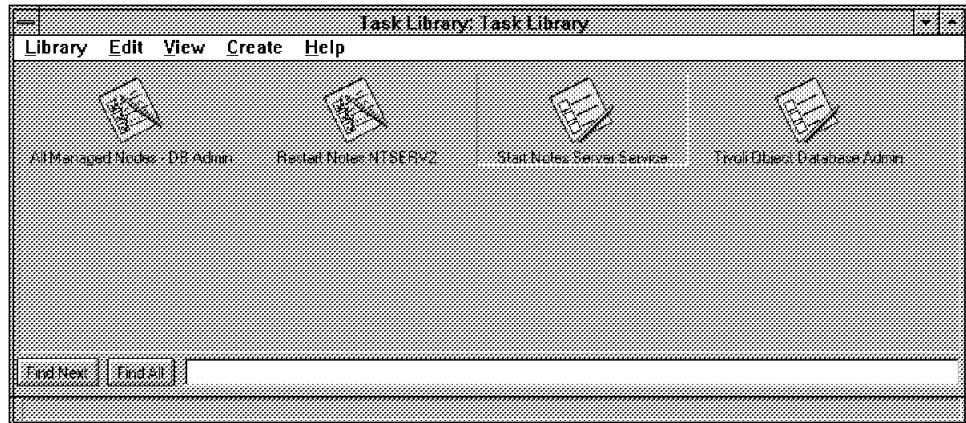 Task Library: Task Library
Library Edit View Create Help
All Managed Nodes - DB Admin
Restart Notes NTSERV2
Start Notes Server Service
Tivoli Object Database Admin
Find Next Find All